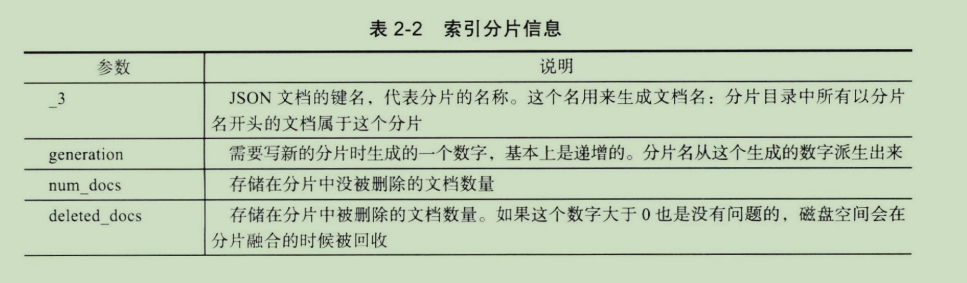 表 2-2 索引分片信息
参数 说明
_3 JSON 文档的键名，代表分片的名称。这个名用来生成文档名：分片目录中所有以分片
名开头的文档属于这个分片
generation 需要写新的分片时生成的一个数字，基本上是递增的。分片名从这个生成的数字派生出来
num_docs 存储在分片中没被删除的文档数量
deleted_docs 存储在分片中被删除的文档数量。如果这个数字大于 0 也是没有问题的，磁盘空间会在
分片融合的时候被回收